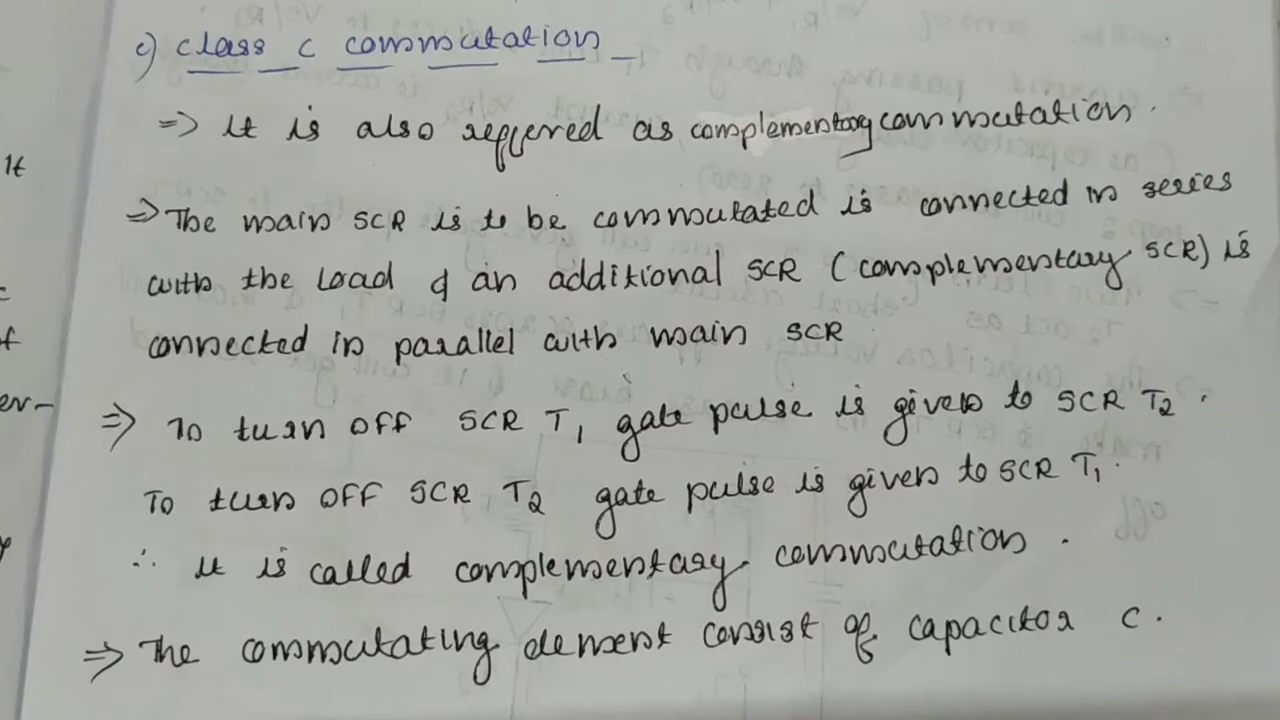 c) class c commutation
⇒ It is also reffered as complementary commutation.
⇒ The main SCR is to be commutated is connected in series
with the load & an additional SCR (complementary SCR) is
connected in parallel with main SCR
⇒ To turn OFF SCR T₁ gate pulse is given to SCR T₂.
To turn OFF SCR T₂ gate pulse is given to SCR T₁.
∴ It is called complementary commutation.
⇒ The commutating element consist of capacitor C.
It
er-